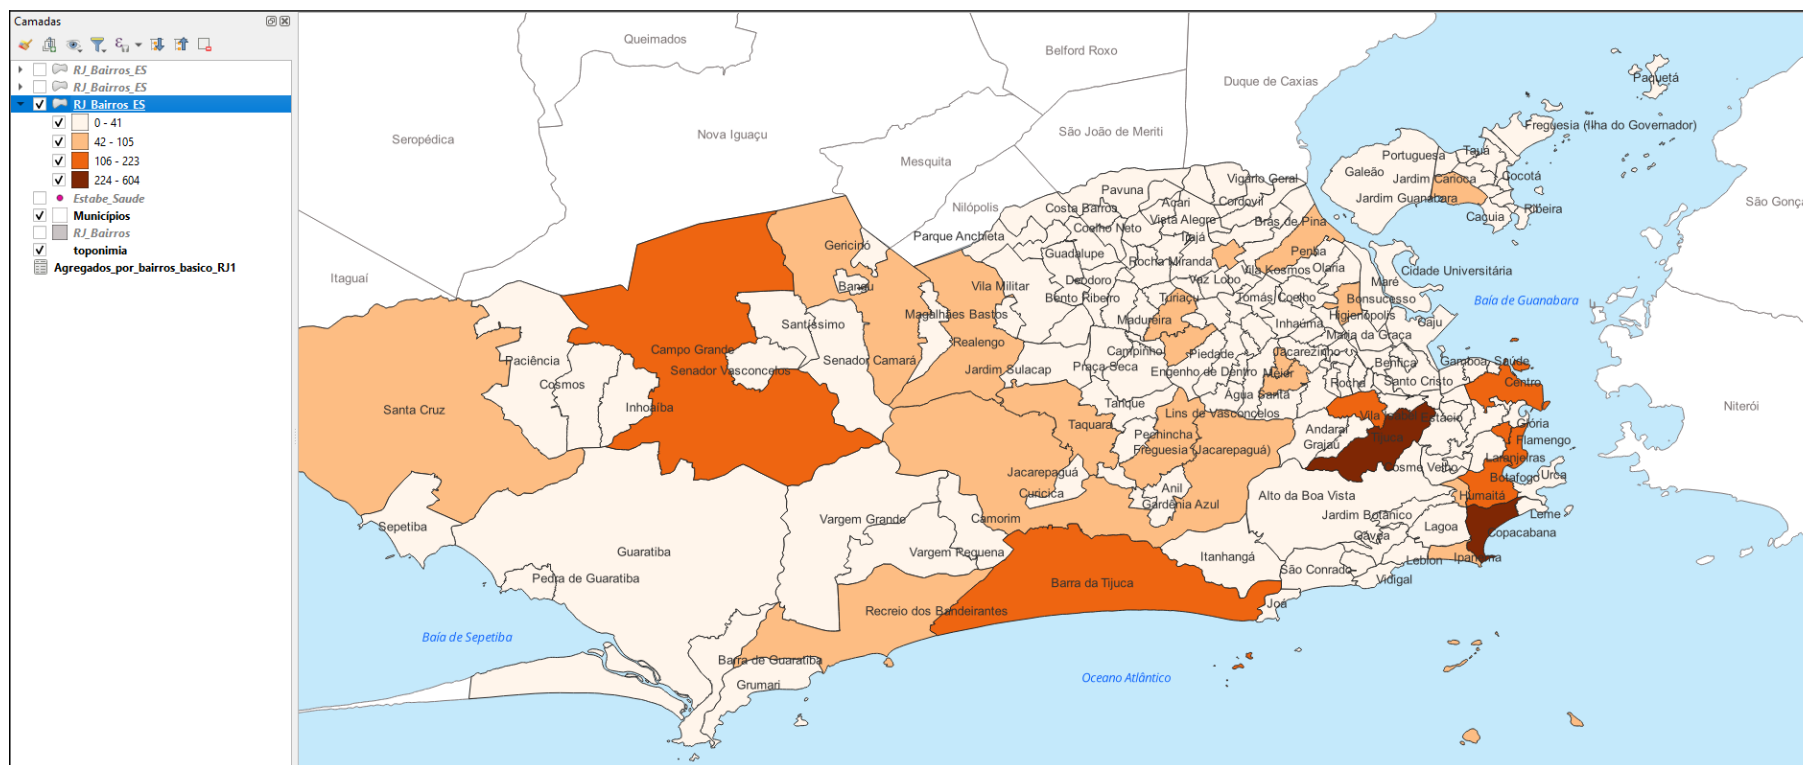 Camadas
RJ_Bairros_ES
RJ_Bairros_ES
RJ_Bairros_ES
0 - 41
42 - 105
106 - 223
224 - 604
Estabe_Saude
Municípios
RJ_Bairros
toponimia
Agregados_por_bairros_basico_RJ1
Queimados
Belford Roxo
Duque de Caxias
Paquetá
Seropédica
Nova Iguaçu
São João de Meriti
Freguesia (Ilha do Governador)
Mesquita
Portuguesa
Tauá
Galeão
Jardim Carioca
Cocotá
Pavuna
Vigário Geral
Jardim Guanabara
Nilópolis
Costa Barros
Acari
Cordovil
Cacuia
Ribeira
São Gonça
Vista Alegre
Brás de Pina
Coelho Neto
Irajá
Parque Anchieta
Gericinó
Guadalupe
Rocha Miranda
Penha
Vila Kosmos
Olaria
Cidade Universitária
Itaguaí
Bangu
Vila Militar
Deodoro
Vaz Lobo
Maré
Bento Ribeiro
Turiaçu
Tomás Coelho
Bonsucesso
Baía de Guanabara
Magalhães Bastos
Madureira
Higienópolis
Santíssimo
Inhaúma
Caju
Maria da Graça
Realengo
Campo Grande
Campinho
Piedade
Jacarezinho
Paciência
Senador Camará
Praça Seca
Benfica
Gamboa
Saúde
Senador Vasconcelos
Jardim Sulacap
Engenho de Dentro
Méier
Cosmos
Rocha
Santo Cristo
Centro
Água Santa
Santa Cruz
Inhoaíba
Tanque
Lins de Vasconcelos
Vila Isabel
Estácio
Niterói
Taquara
Andaraí
Glória
Pechincha
Grajaú
Tijuca
Flamengo
Freguesia (Jacarepaguá)
Laranjeiras
Jacarepaguá
Cosme Velho
Botafogo
Urca
Anil
Curicica
Gardênia Azul
Alto da Boa Vista
Humaitá
Sepetiba
Vargem Grande
Camorim
Jardim Botânico
Leme
Lagoa
Gávea
Copacabana
Guaratiba
Vargem Pequena
Itanhangá
Leblon
Ipanema
Pedra de Guaratiba
São Conrado
Vidigal
Barra da Tijuca
Joá
Recreio dos Bandeirantes
Baía de Sepetiba
Barra de Guaratiba
Oceano Atlântico
Grumari